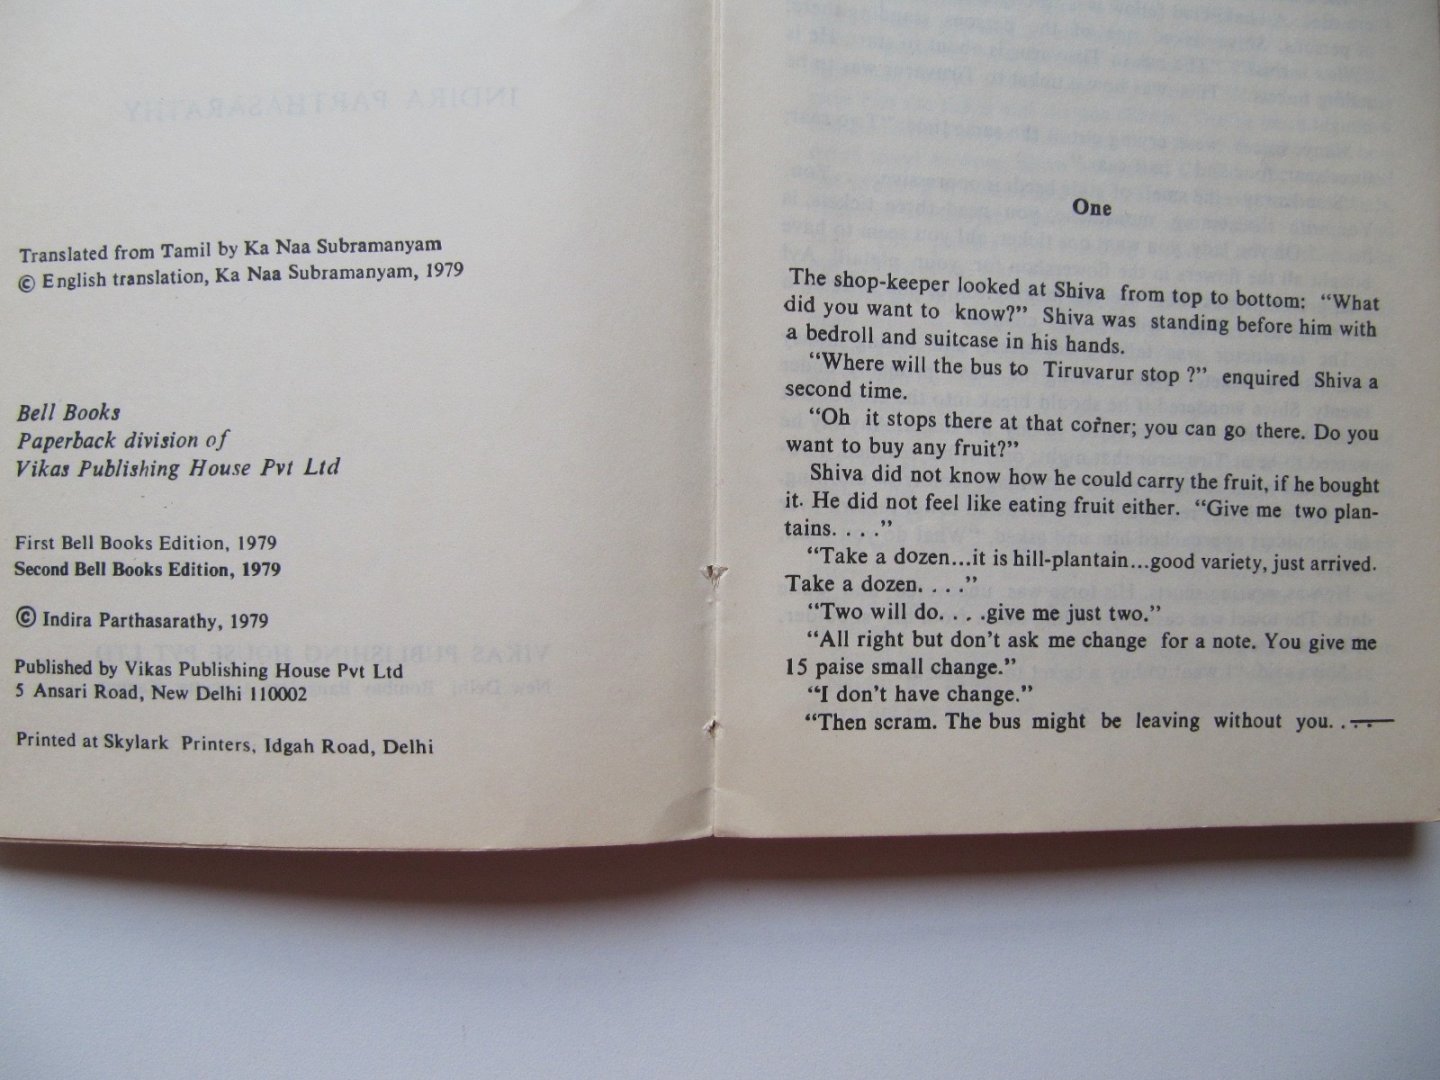 Translated from Tamil by Ka Naa Subramanyam
© English translation, Ka Naa Subramanyam, 1979
Bell Books
Paperback division of
Vikas Publishing House Pvt Ltd
First Bell Books Edition, 1979
Second Bell Books Edition, 1979
© Indira Parthasarathy, 1979
Published by Vikas Publishing House Pvt Ltd
5 Ansari Road, New Delhi 110002
Printed at Skylark Printers, Idgah Road, Delhi
One
The shop-keeper looked at Shiva from top to bottom: “What
did you want to know?” Shiva was standing before him with
a bedroll and suitcase in his hands.
“Where will the bus to Tiruvarur stop ?” enquired Shiva a
second time.
“Oh it stops there at that corner; you can go there. Do you
want to buy any fruit?”
Shiva did not know how he could carry the fruit, if he bought
it. He did not feel like eating fruit either. “Give me two plan-
tains. . . .”
“Take a dozen...it is hill-plantain...good variety, just arrived.
Take a dozen. . . .”
“Two will do. . . .give me just two.”
“All right but don’t ask me change for a note. You give me
15 paise small change.”
“I don’t have change.”
“Then scram. The bus might be leaving without you. . . .